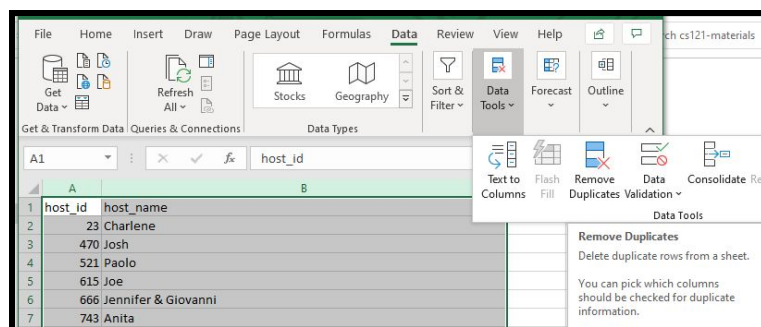 File Home Insert Draw Page Layout Formulas Data Review View Help
ch cs121-materials
Get Data
Refresh All
Stocks
Geography
Sort & Filter
Data Tools
Forecast
Outline
Get & Transform Data
Queries & Connections
Data Types
A1
fx
host_id
Text to Columns
Flash Fill
Remove Duplicates
Data Validation
Consolidate
Re
Data Tools
A B
1 host_id host_name
2 23 Charlene
3 470 Josh
4 521 Paolo
5 615 Joe
6 666 Jennifer & Giovanni
7 743 Anita
Remove Duplicates
Delete duplicate rows from a sheet.
You can pick which columns
should be checked for duplicate
information.